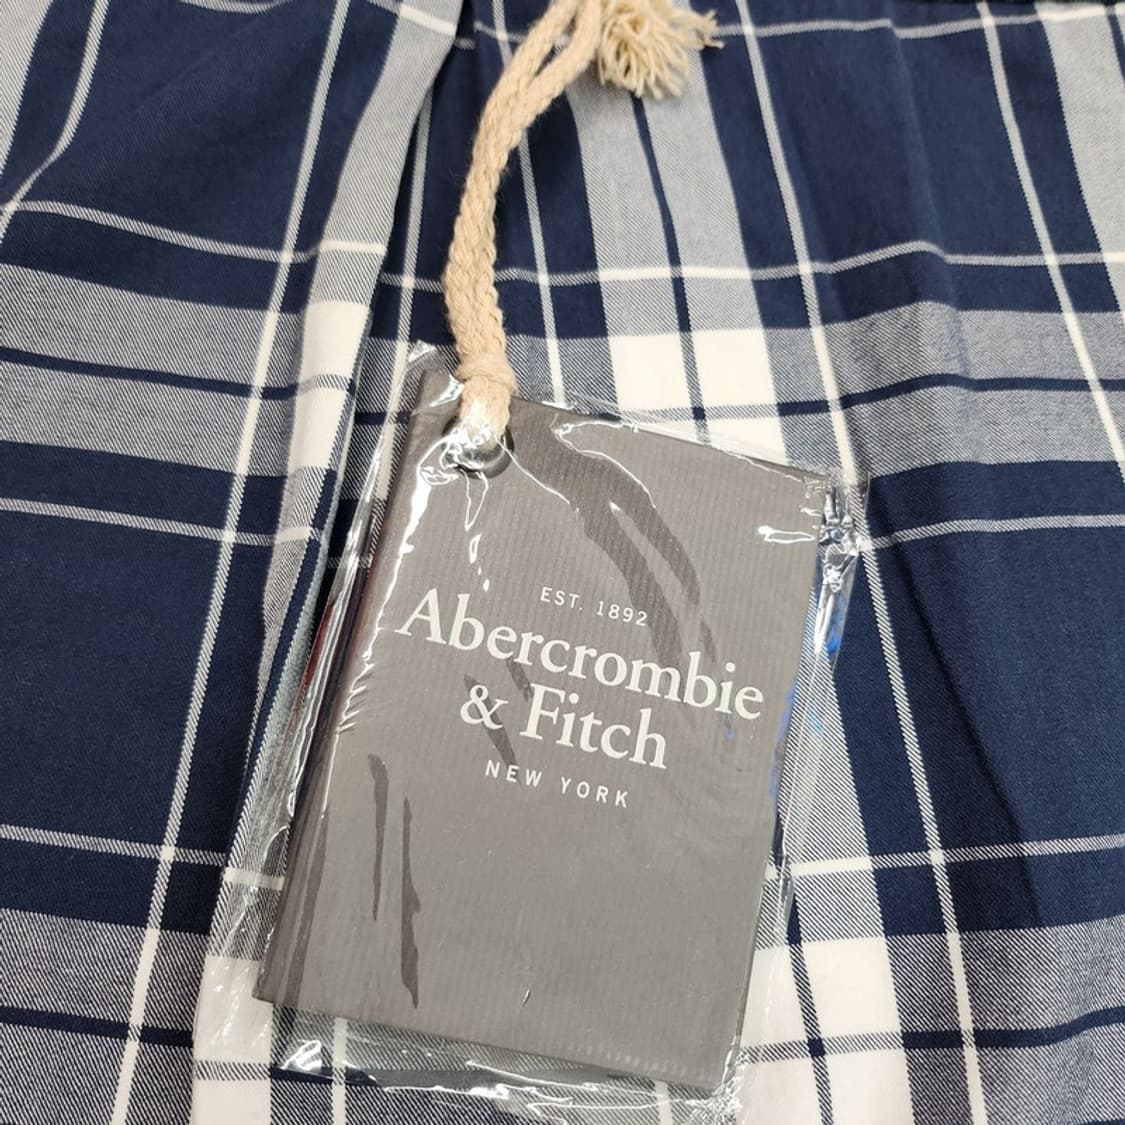 EST. 1892
Abercrombie
& Fitch
NEW YORK